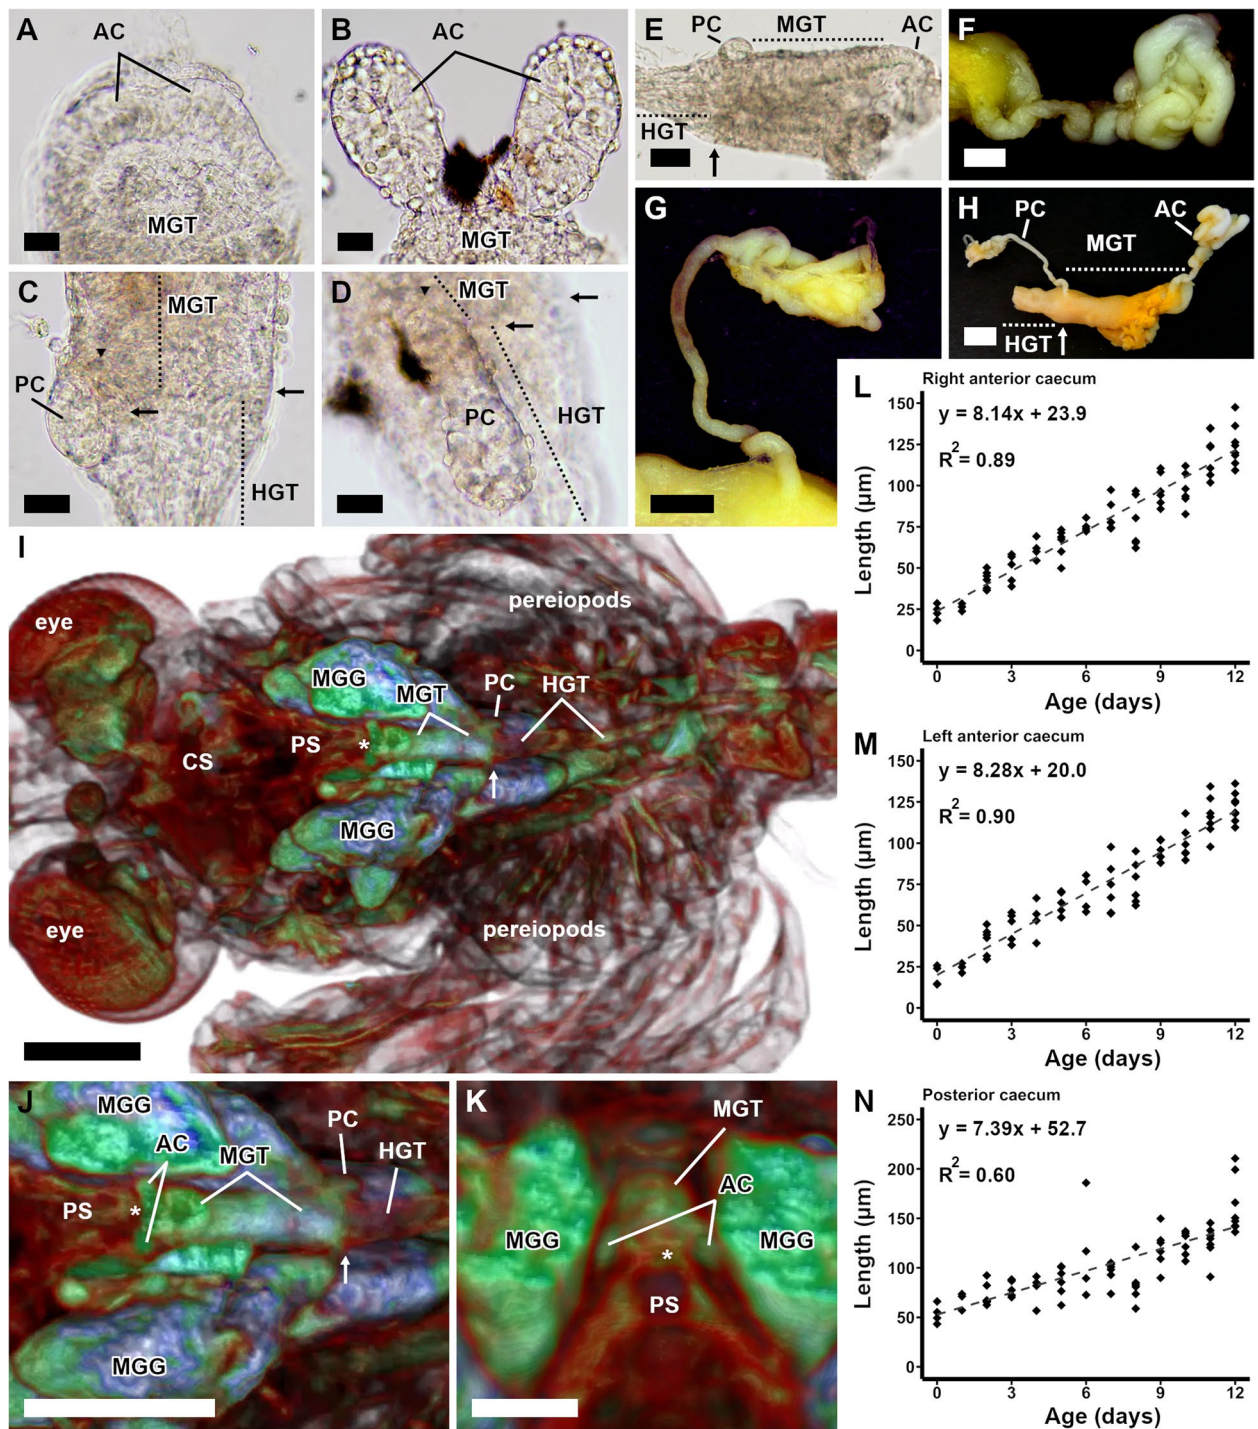 A
AC
MGT
B
AC
MGT
C
MGT
PC
HGT
D
MGT
PC
HGT
E
PC
MGT
AC
HGT
F
G
H
PC
AC
MGT
HGT
I
eye
pereiopods
MGG
MGT
PC
HGT
PS
*
CS
MGG
eye
pereiopods
J
MGG
AC
MGT
PC
HGT
PS
*
MGG
K
MGT
AC
MGG
MGG
*
PS
L
Right anterior caecum
y = 8.14x + 23.9
R2 = 0.89
Length (µm)
150
125
100
75
50
25
0
0 3 6 9 12
Age (days)
M
Left anterior caecum
y = 8.28x + 20.0
R2 = 0.90
Length (µm)
150
125
100
75
50
25
0
0 3 6 9 12
Age (days)
N
Posterior caecum
y = 7.39x + 52.7
R2 = 0.60
Length (µm)
250
200
150
100
50
0
0 3 6 9 12
Age (days)